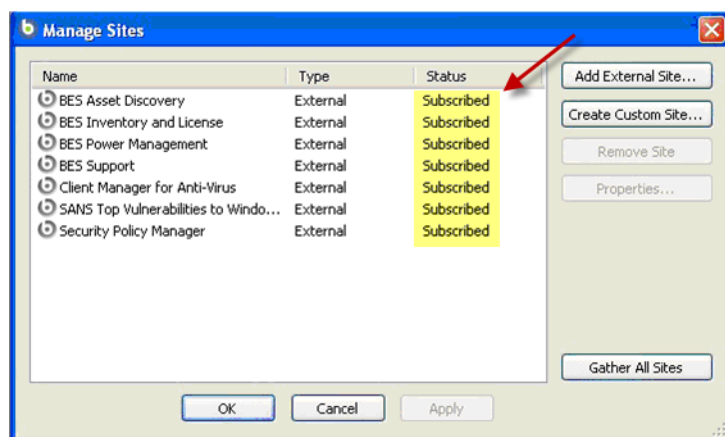 Manage Sites
Name Type Status
BES Asset Discovery External Subscribed
BES Inventory and License External Subscribed
BES Power Management External Subscribed
BES Support External Subscribed
Client Manager for Anti-Virus External Subscribed
SANS Top Vulnerabilities to Windo... External Subscribed
Security Policy Manager External Subscribed
Add External Site...
Create Custom Site...
Remove Site
Properties...
Gather All Sites
OK Cancel Apply